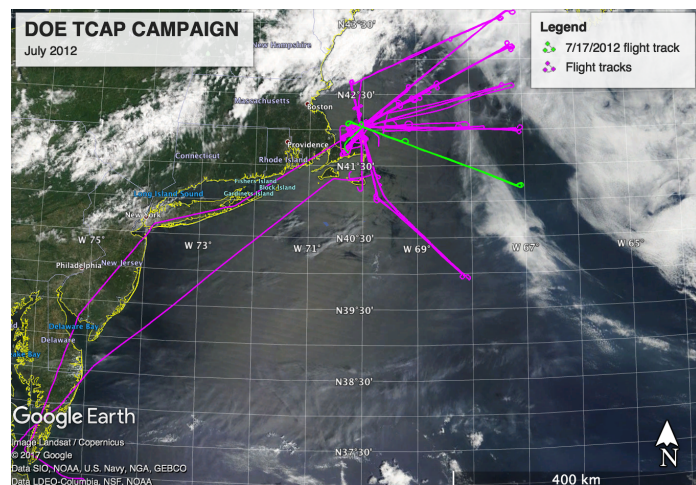 DOE TCAP CAMPAIGN
July 2012
Legend
7/17/2012 flight track
Flight tracks
N43°30'
New Hampshire
N42°30'
Massachusetts
Boston
Connecticut
Providence
Rhode Island
N41°30'
Fishers Island
Block Island
Gardiners Island
Long Island Sound
New York
W 75°
W 73°
W 71°
W 69°
W 67°
W 65°
N40°30'
Philadelphia
New Jersey
N39°30'
Delaware Bay
Delaware
N38°30'
Google Earth
Image Landsat / Copernicus
© 2017 Google
Data SIO, NOAA, U.S. Navy, NGA, GEBCO
Data LDEO-Columbia, NSF, NOAA
N37°30'
N
400 km